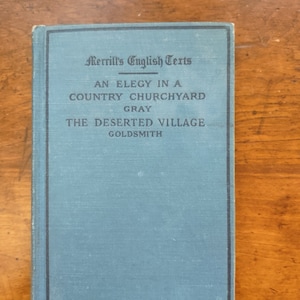 Merrill's English Texts
AN ELEGY IN A
COUNTRY CHURCHYARD
GRAY
THE DESERTED VILLAGE
GOLDSMITH